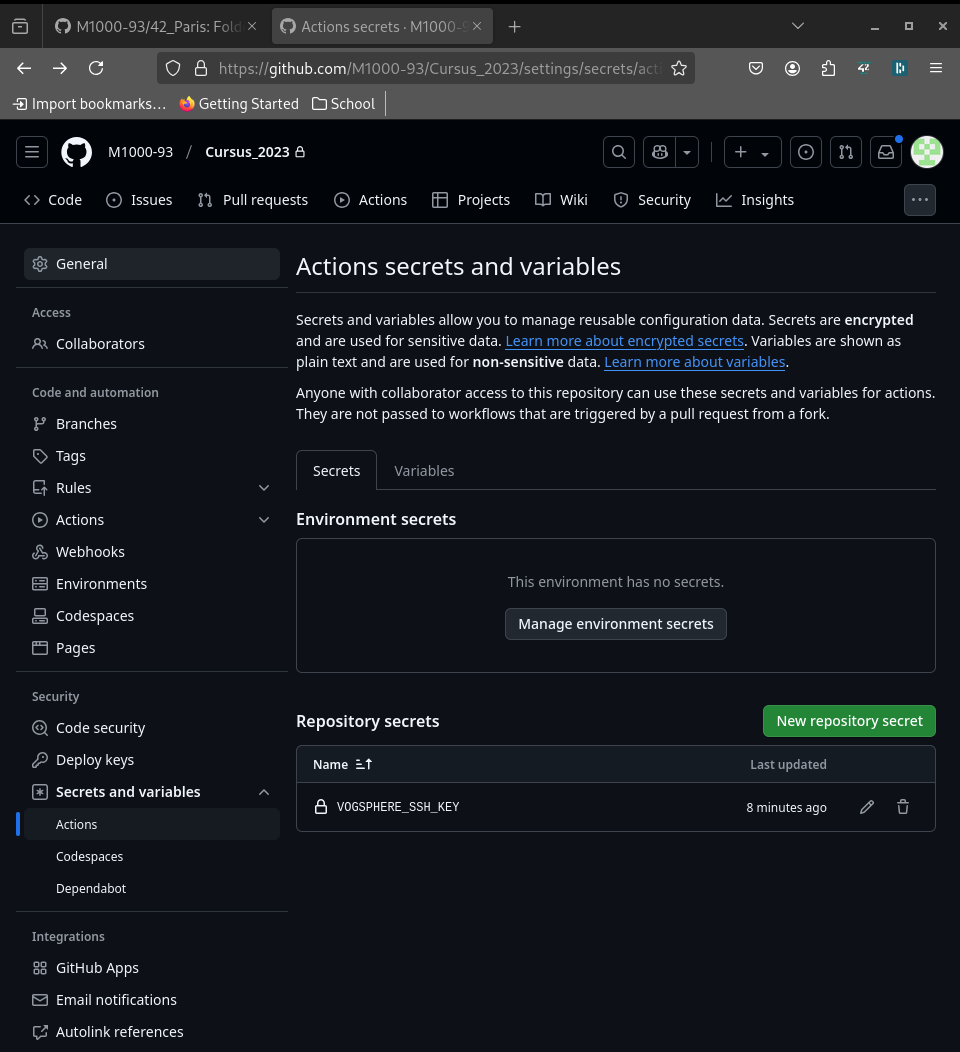 M1000-93/42_Paris: Fold
Actions secrets · M1000-9
https://github.com/M1000-93/Cursus_2023/settings/secrets/acti
Import bookmarks…
Getting Started
School
M1000-93 / Cursus_2023
Code
Issues
Pull requests
Actions
Projects
Wiki
Security
Insights
General
Access
Collaborators
Code and automation
Branches
Tags
Rules
Actions
Webhooks
Environments
Codespaces
Pages
Security
Code security
Deploy keys
Secrets and variables
Actions
Codespaces
Dependabot
Integrations
GitHub Apps
Email notifications
Autolink references
Actions secrets and variables
Secrets and variables allow you to manage reusable configuration data. Secrets are encrypted
and are used for sensitive data. Learn more about encrypted secrets. Variables are shown as
plain text and are used for non-sensitive data. Learn more about variables.
Anyone with collaborator access to this repository can use these secrets and variables for actions.
They are not passed to workflows that are triggered by a pull request from a fork.
Secrets
Variables
Environment secrets
This environment has no secrets.
Manage environment secrets
Repository secrets
New repository secret
Name
Last updated
VOGSPHERE_SSH_KEY
8 minutes ago